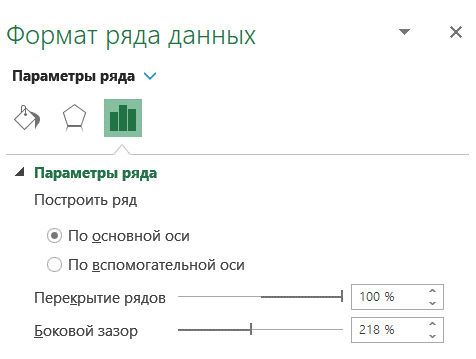 Формат ряда данных
Параметры ряда
Параметры ряда
Построить ряд
По основной оси
По вспомогательной оси
Перекрытие рядов 100 %
Боковой зазор 218 %